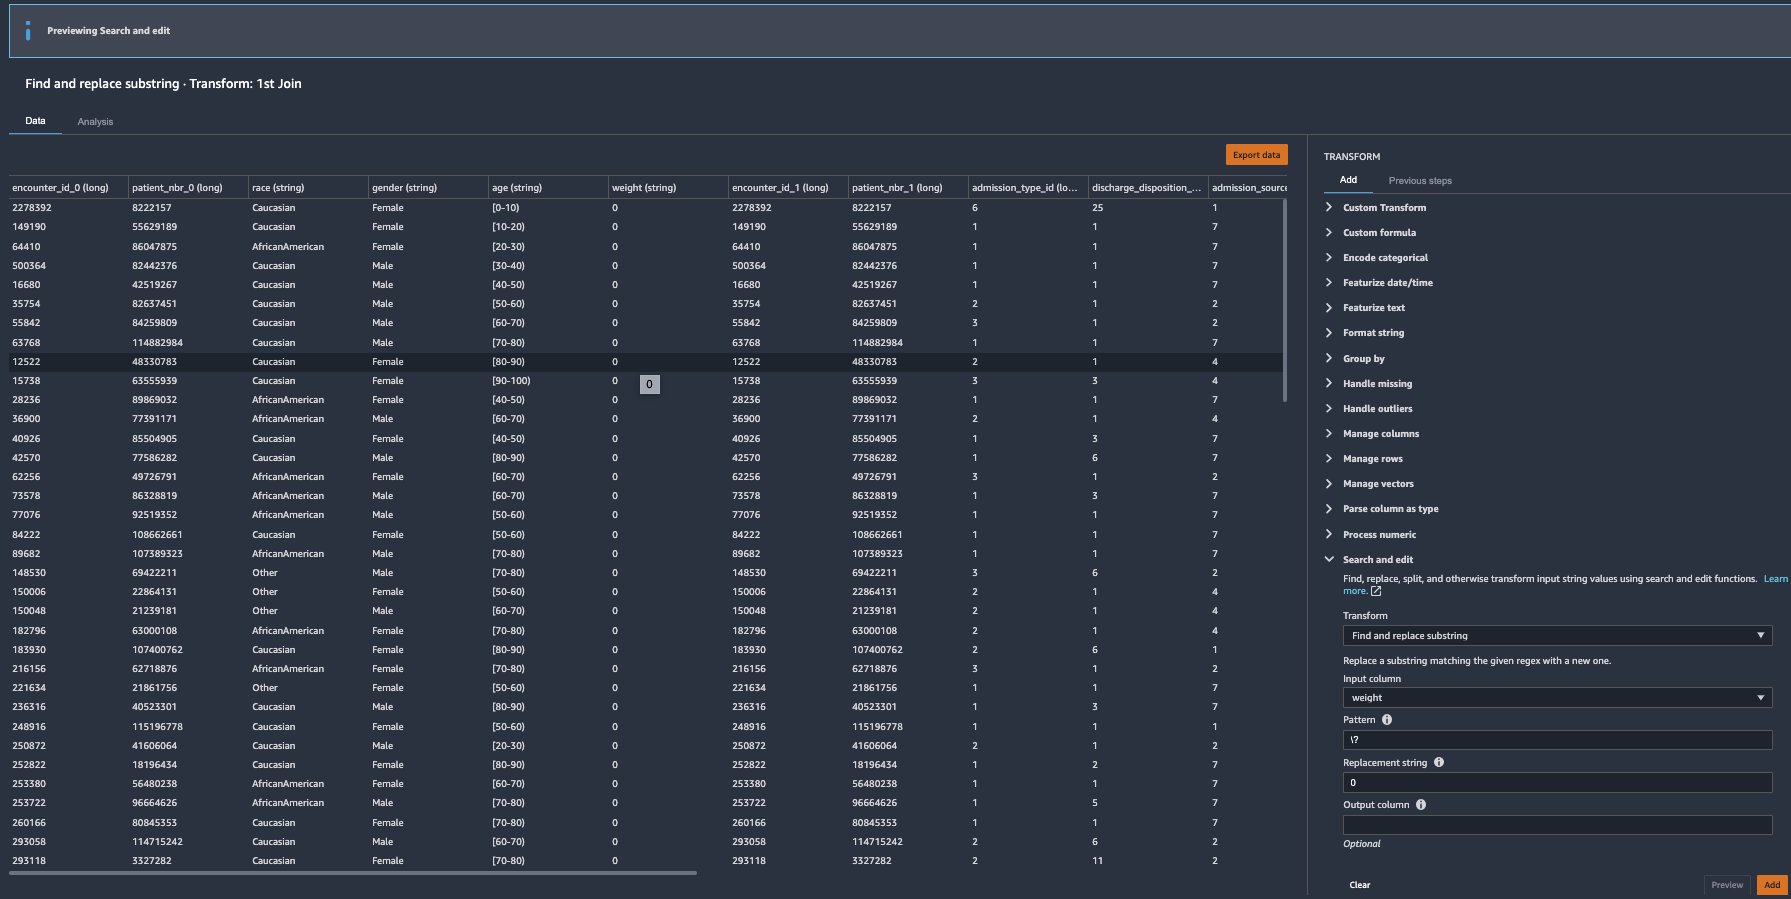 Previewing Search and edit
Find and replace substring · Transform: 1st Join
Data Analysis
Export data
encounter_id_0 (long) patient_nbr_0 (long) race (string) gender (string) age (string) weight (string) encounter_id_1 (long) patient_nbr_1 (long) admission_type_id (lo... discharge_disposition_... admission_source
2278392 8222157 Caucasian Female [0-10) 0 2278392 8222157 6 25 1
149190 55629189 Caucasian Female [10-20) 0 149190 55629189 1 1 7
64410 86047875 AfricanAmerican Female [20-30) 0 64410 86047875 1 1 7
500364 82442376 Caucasian Male [30-40) 0 500364 82442376 1 1 7
16680 42519267 Caucasian Male [40-50) 0 16680 42519267 1 1 7
35754 82637451 Caucasian Male [50-60) 0 35754 82637451 2 1 2
55842 84259809 Caucasian Male [60-70) 0 55842 84259809 3 1 2
63768 114882984 Caucasian Male [70-80) 0 63768 114882984 1 1 7
12522 48330783 Caucasian Female [80-90) 0 12522 48330783 2 1 4
15738 63555939 Caucasian Female [90-100) 0 15738 63555939 3 3 4
0
28236 89869032 AfricanAmerican Female [40-50) 0 28236 89869032 1 1 7
36900 77391171 AfricanAmerican Male [60-70) 0 36900 77391171 2 1 4
40926 85504905 Caucasian Female [40-50) 0 40926 85504905 1 3 7
42570 77586282 Caucasian Male [80-90) 0 42570 77586282 1 6 7
62256 49726791 AfricanAmerican Female [60-70) 0 62256 49726791 3 1 2
73578 86328819 AfricanAmerican Male [60-70) 0 73578 86328819 1 3 7
77076 92519352 AfricanAmerican Male [50-60) 0 77076 92519352 1 1 7
84222 108662661 Caucasian Female [50-60) 0 84222 108662661 1 1 7
89682 107389323 AfricanAmerican Male [70-80) 0 89682 107389323 1 1 7
148530 69422211 Other Male [70-80) 0 148530 69422211 3 6 2
150006 22864131 Other Female [50-60) 0 150006 22864131 2 1 4
150048 21239181 Other Male [60-70) 0 150048 21239181 2 1 4
182796 63000108 AfricanAmerican Female [70-80) 0 182796 63000108 2 1 4
183930 107400762 Caucasian Female [80-90) 0 183930 107400762 2 6 1
216156 62718876 AfricanAmerican Female [70-80) 0 216156 62718876 3 1 2
221634 21861756 Other Female [50-60) 0 221634 21861756 1 1 7
236316 40523301 Caucasian Male [80-90) 0 236316 40523301 1 3 7
248916 115196778 Caucasian Female [50-60) 0 248916 115196778 1 1 1
250872 41606064 Caucasian Male [20-30) 0 250872 41606064 2 1 2
252822 18196434 Caucasian Female [80-90) 0 252822 18196434 1 2 7
253380 56480238 AfricanAmerican Female [60-70) 0 253380 56480238 1 1 7
253722 96664626 AfricanAmerican Male [70-80) 0 253722 96664626 1 5 7
260166 80845353 Caucasian Female [70-80) 0 260166 80845353 1 1 7
293058 114715242 Caucasian Male [60-70) 0 293058 114715242 2 6 2
293118 3327282 Caucasian Female [70-80) 0 293118 3327282 2 11 2
TRANSFORM
Add Previous steps
Custom Transform
Custom formula
Encode categorical
Featurize date/time
Featurize text
Format string
Group by
Handle missing
Handle outliers
Manage columns
Manage rows
Manage vectors
Parse column as type
Process numeric
Search and edit
Find, replace, split, and otherwise transform input string values using search and edit functions. Learn
more.
Transform
Find and replace substring
Replace a substring matching the given regex with a new one.
Input column
weight
Pattern
\?
Replacement string
0
Output column
Optional
Clear Preview Add